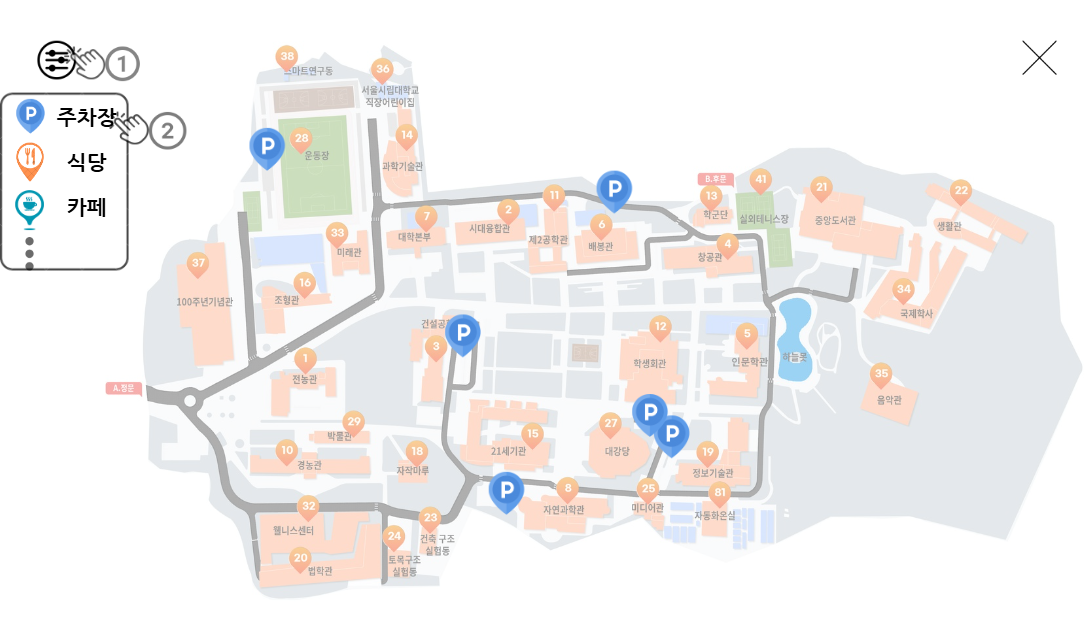 1
P 주차장
2
식당
카페
38
스마트연구동
36
서울시립대학교
직장어린이집
P
28
운동장
14
과학기술관
P
B.후문
13
학군단
41
실외테니스장
21
중앙도서관
22
생활관
11
제2공학관
2
시대융합관
7
대학본부
6
배봉관
4
창공관
33
미래관
37
100주년기념관
16
조형관
34
국제학사
P
3
12
학생회관
5
인문학관
하늘못
1
전농관
A.정문
35
음악관
29
박물관
10
경농관
18
자작마루
15
21세기관
27
대강당
P
P
19
정보기술관
P
8
자연과학관
25
미디어관
81
자동화온실
32
웰니스센터
23
건축 구조
실험동
24
토목구조
실험동
20
법학관